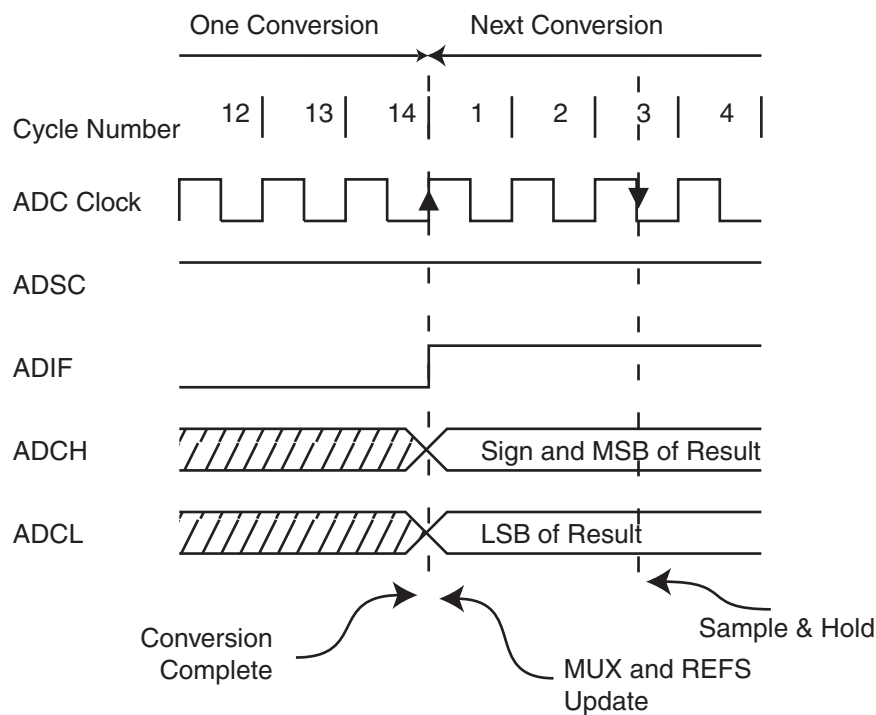 One Conversion Next Conversion
Cycle Number 12 13 14 1 2 3 4
ADC Clock
ADSC
ADIF
ADCH Sign and MSB of Result
ADCL LSB of Result
Conversion
Complete
MUX and REFS
Update
Sample & Hold